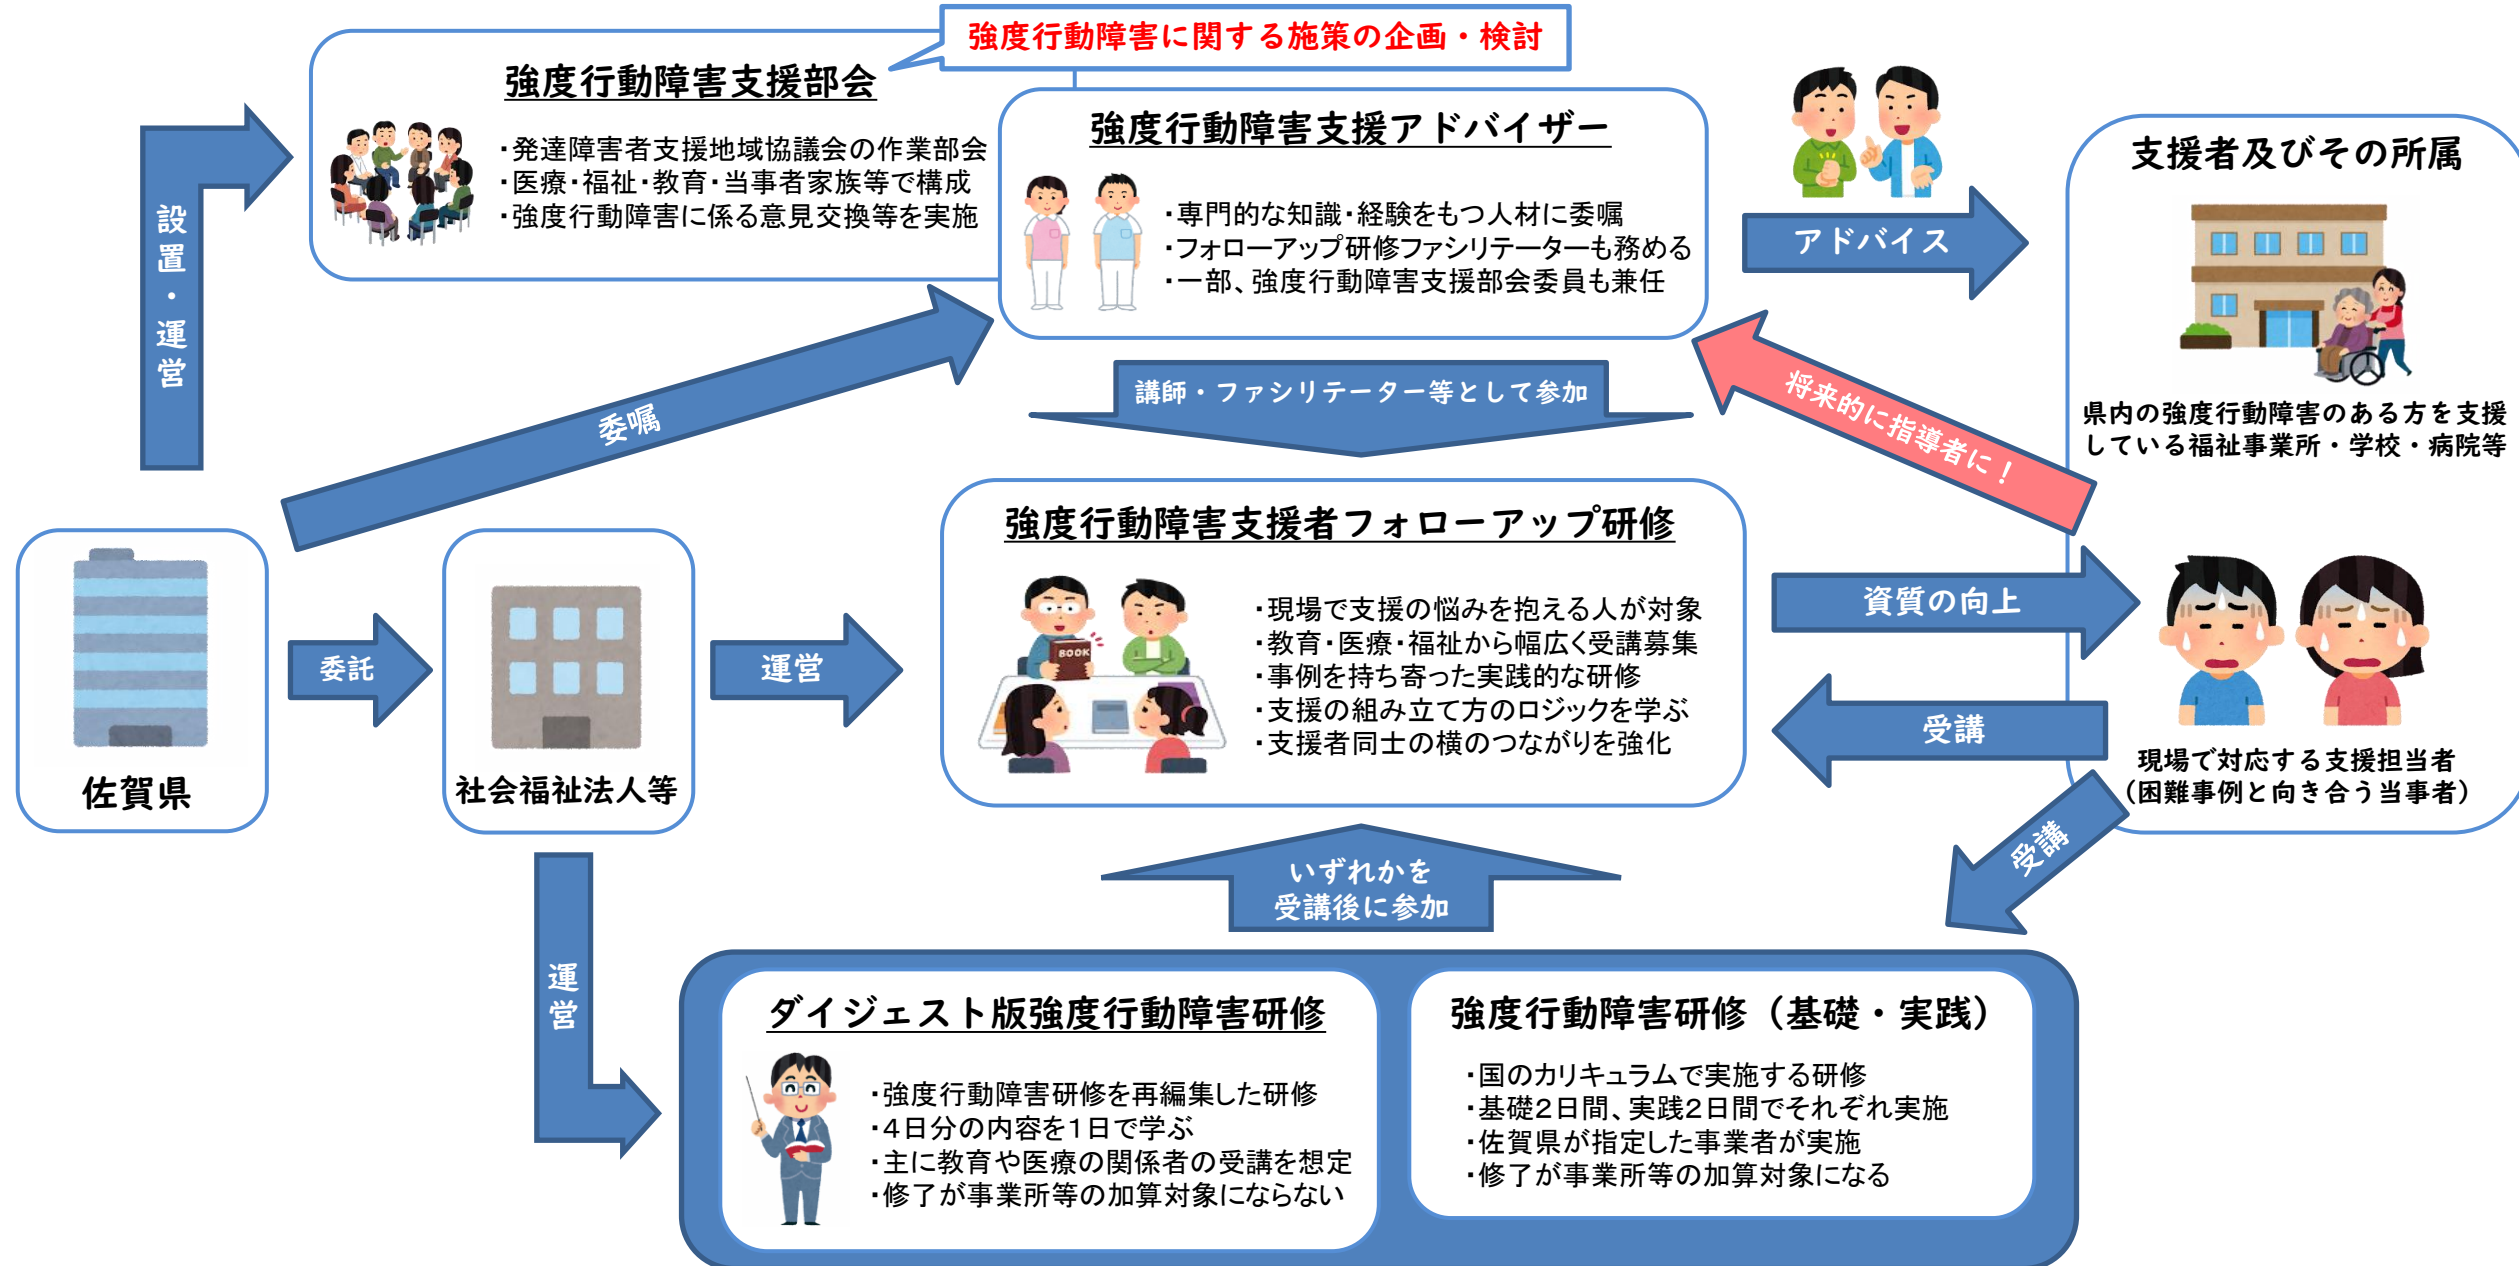 強度行動障害に関する施策の企画・検討
強度行動障害支援部会
・発達障害者支援地域協議会の作業部会
・医療・福祉・教育・当事者家族等で構成
・強度行動障害に係る意見交換等を実施
強度行動障害支援アドバイザー
・専門的な知識・経験をもつ人材に委嘱
・フォローアップ研修ファシリテーターも務める
・一部、強度行動障害支援部会委員も兼任
アドバイス
支援者及びその所属
県内の強度行動障害のある方を支援
している福祉事業所・学校・病院等
設置・運営
委嘱
講師・ファシリテーター等として参加
将来的に指導者に！
佐賀県
委託
社会福祉法人等
運営
強度行動障害支援者フォローアップ研修
BOOK
・現場で支援の悩みを抱える人が対象
・教育・医療・福祉から幅広く受講募集
・事例を持ち寄った実践的な研修
・支援の組み立て方のロジックを学ぶ
・支援者同士の横のつながりを強化
資質の向上
受講
現場で対応する支援担当者
（困難事例と向き合う当事者）
受講
いずれかを
受講後に参加
運営
ダイジェスト版強度行動障害研修
・強度行動障害研修を再編集した研修
・4日分の内容を1日で学ぶ
・主に教育や医療の関係者の受講を想定
・修了が事業所等の加算対象にならない
強度行動障害研修（基礎・実践）
・国のカリキュラムで実施する研修
・基礎2日間、実践2日間でそれぞれ実施
・佐賀県が指定した事業者が実施
・修了が事業所等の加算対象になる